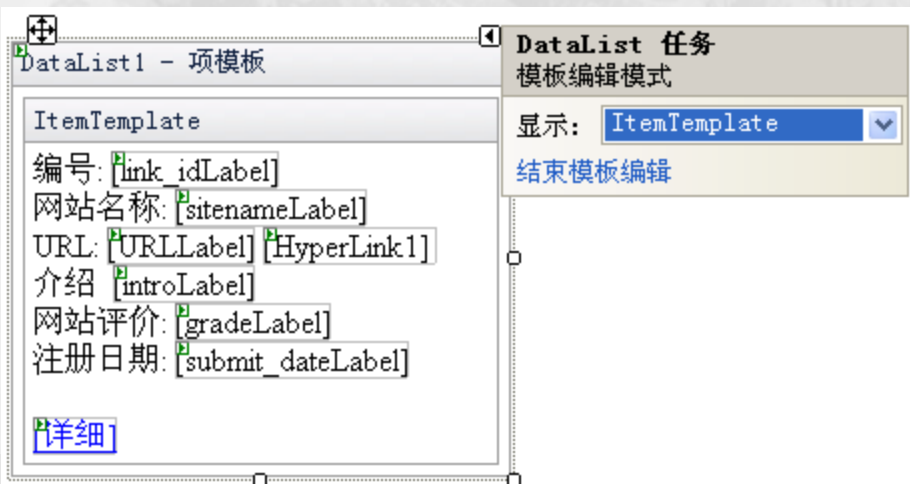 DataList1 - 项模板
ItemTemplate
编号: [link_idLabel]
网站名称: [sitenameLabel]
URL: [URLLabel] [HyperLink1]
介绍 [introLabel]
网站评价: [gradeLabel]
注册日期: [submit_dateLabel]
[详细]
DataList 任务
模板编辑模式
显示: ItemTemplate
结束模板编辑